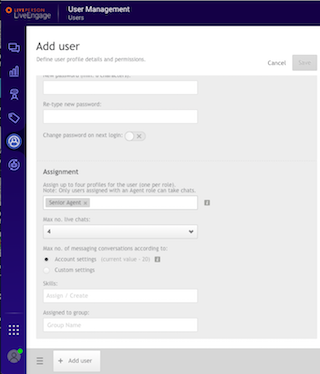 LIVEPERSON
LiveEngage
User Management
Users
Add user
Define user profile details and permissions.
Cancel
Save
New password (min. 8 characters):
Re-type new password:
Change password on next login:
Assignment
Assign up to four profiles for the user (one per role).
Note: Only users assigned with an Agent role can take chats.
Senior Agent ×
Max no. live chats:
4
Max no. of messaging conversations according to:
Account settings (current value - 20)
Custom settings
Skills:
Assign / Create
Assigned to group:
Group Name
+ Add user